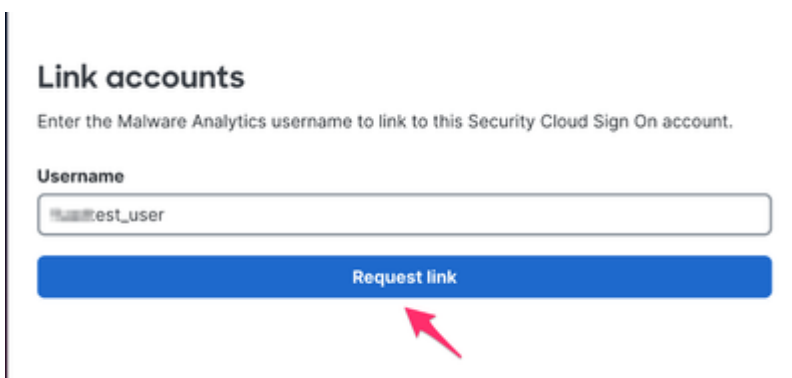 Link accounts
Enter the Malware Analytics username to link to this Security Cloud Sign On account.
Username
est_user
Request link